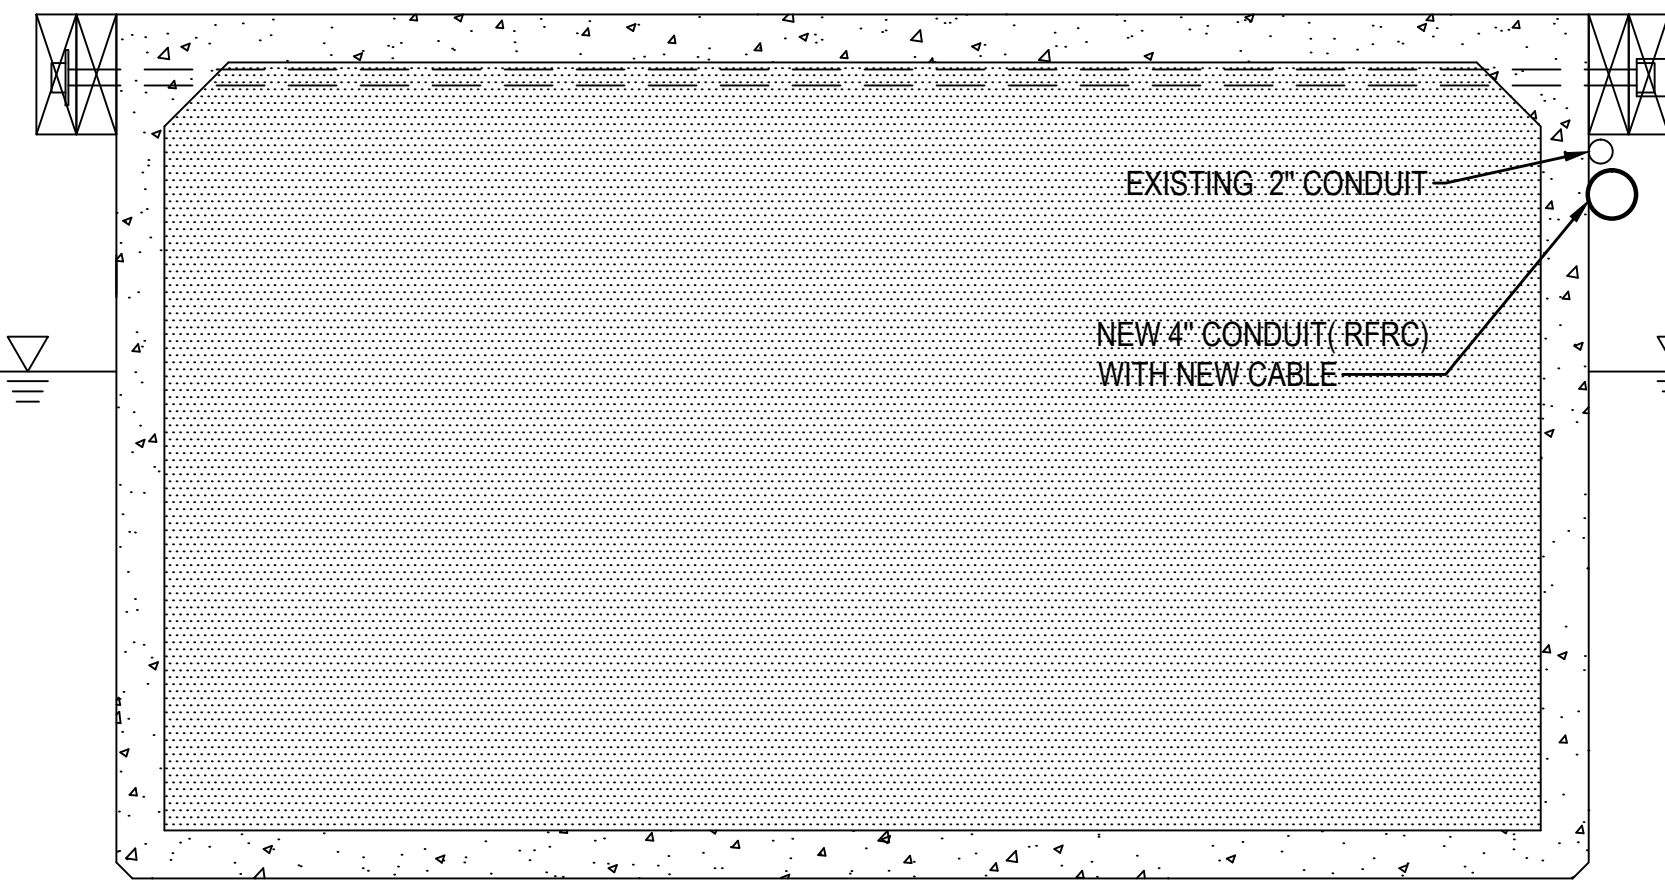 EXISTING 2" CONDUIT
NEW 4" CONDUIT( RFRC)
WITH NEW CABLE